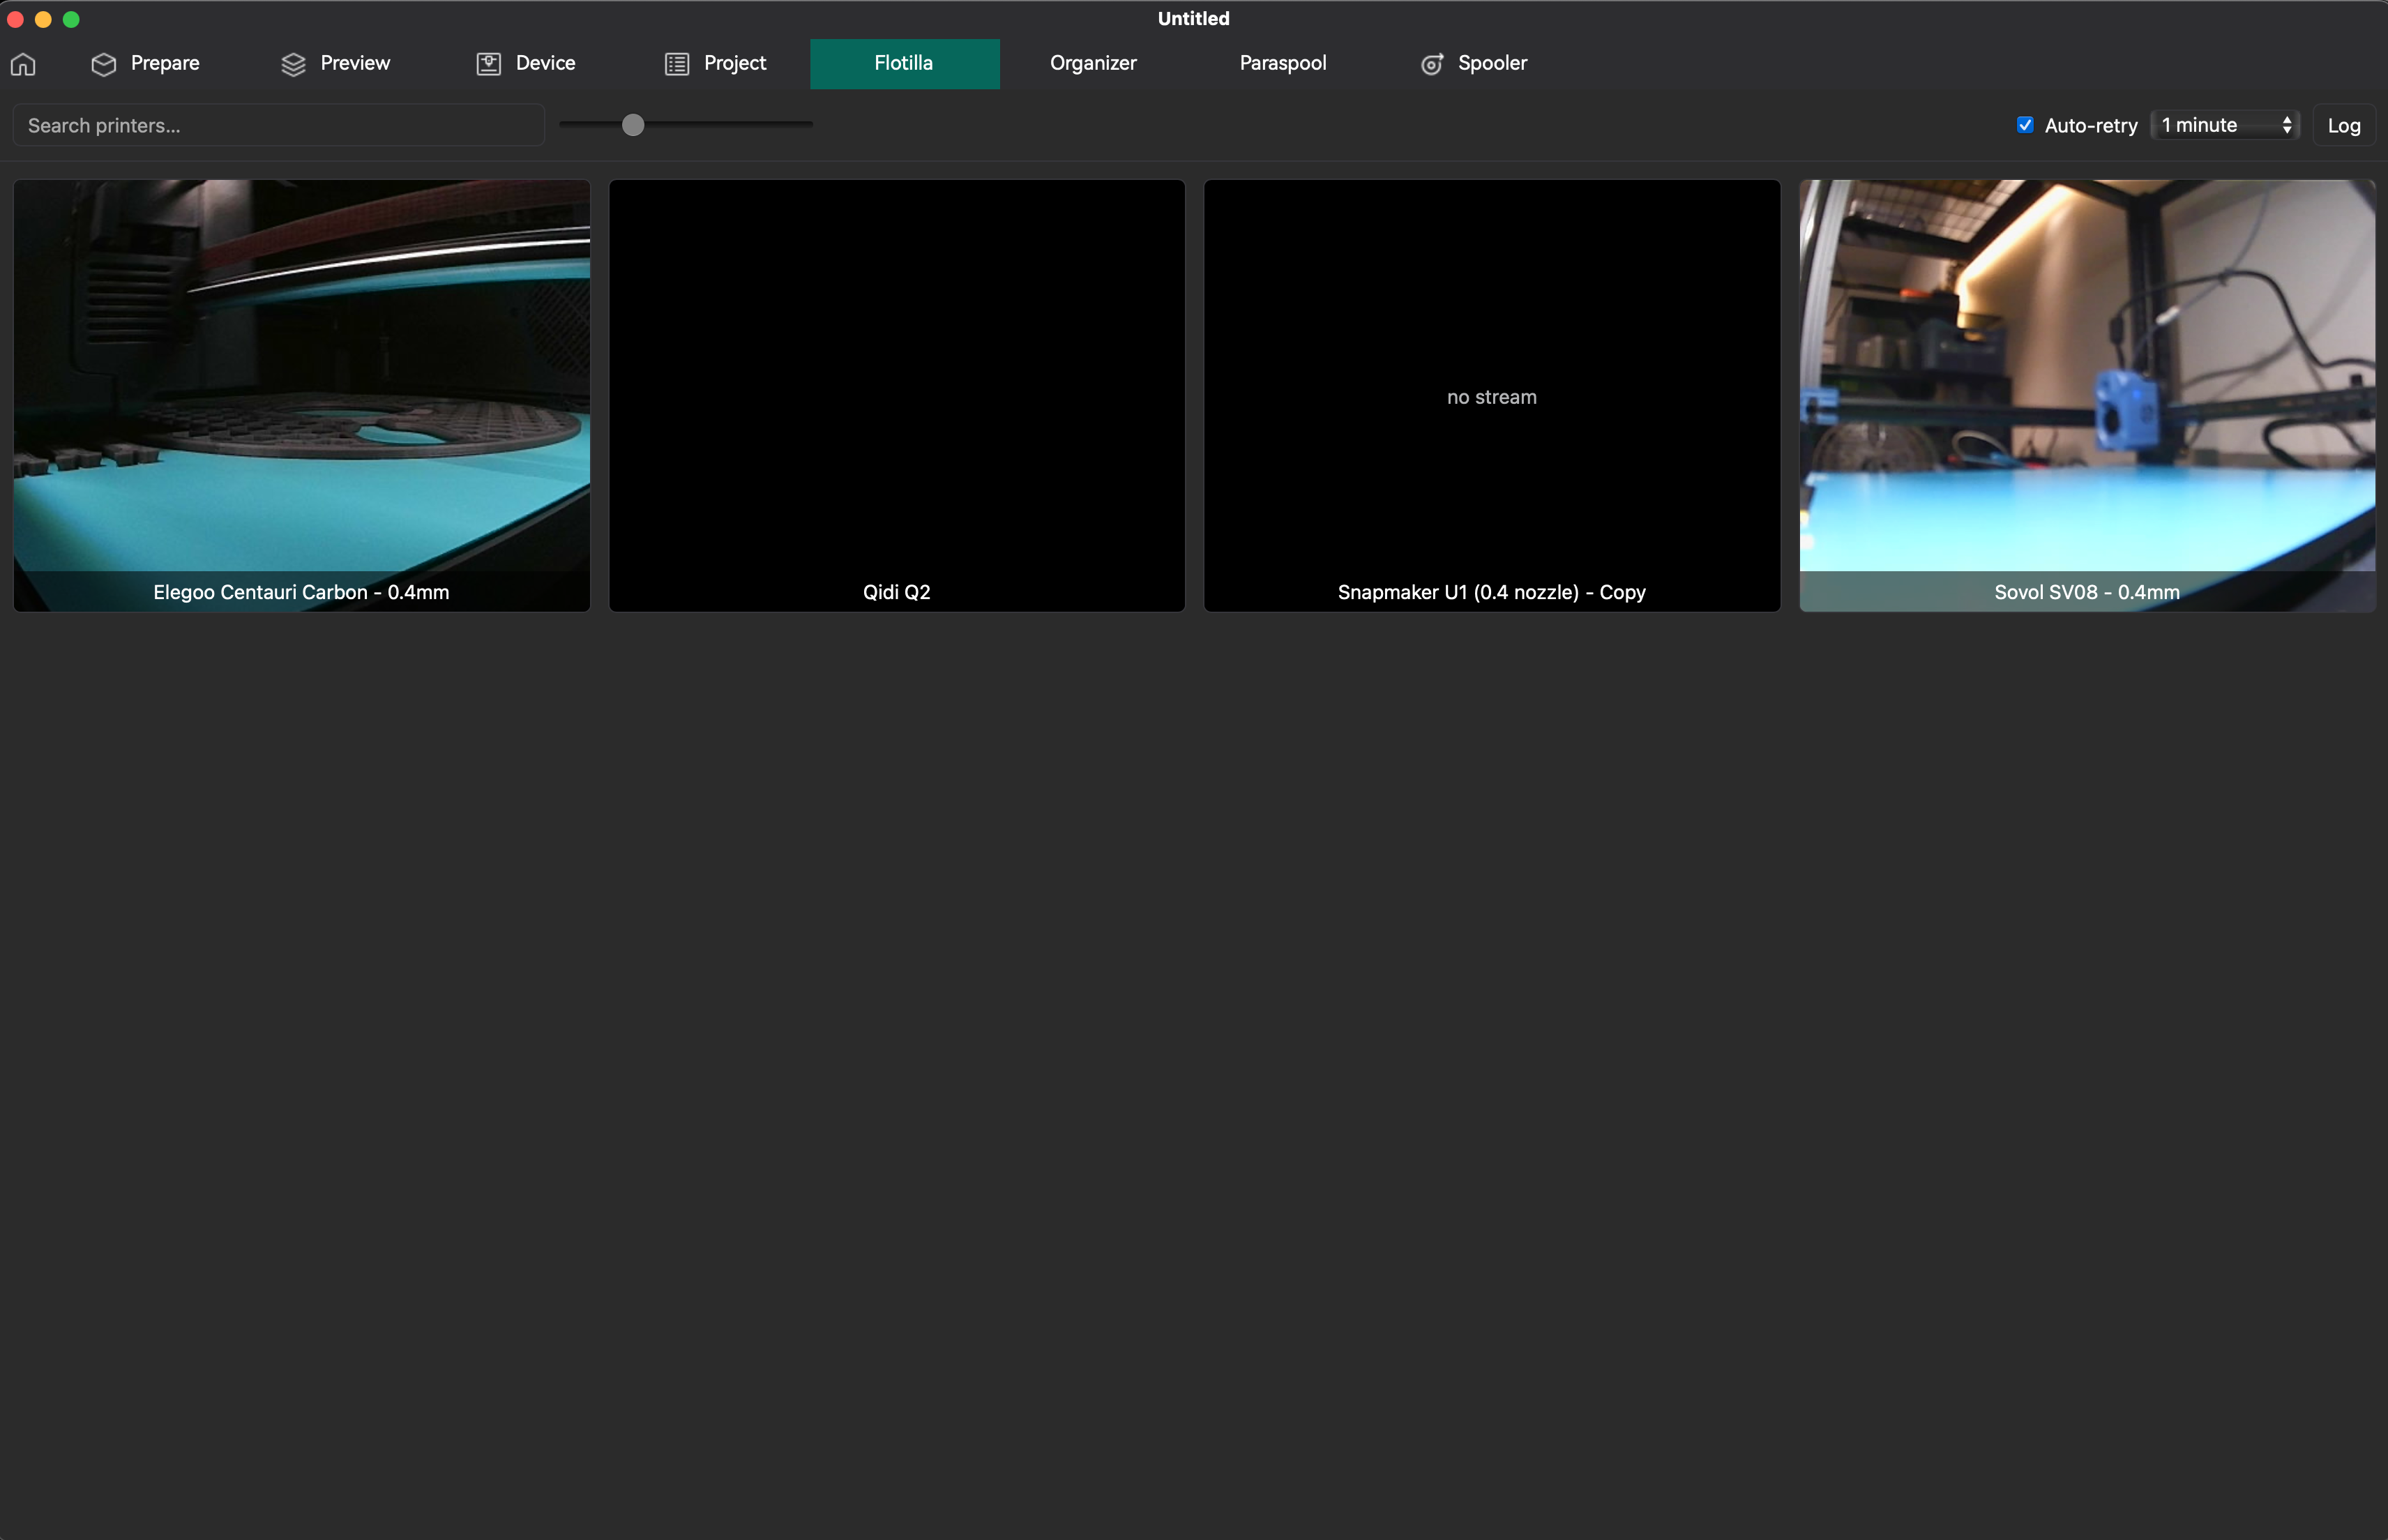 Untitled
Prepare
Preview
Device
Project
Flotilla
Organizer
Paraspool
Spooler
Search printers...
Auto-retry
1 minute
Log
no stream
Elegoo Centauri Carbon - 0.4mm
Qidi Q2
Snapmaker U1 (0.4 nozzle) - Copy
Sovol SV08 - 0.4mm